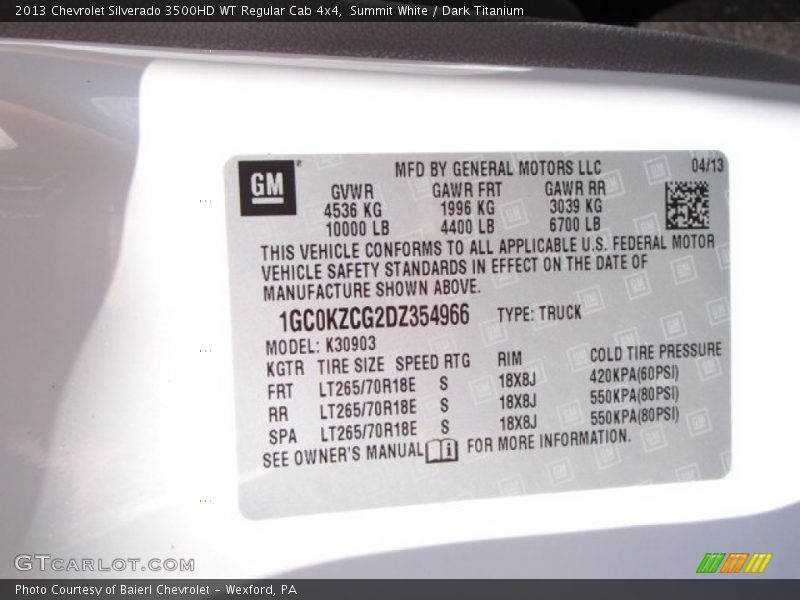 2013 Chevrolet Silverado 3500HD WT Regular Cab 4x4, Summit White / Dark Titanium
GM
MFD BY GENERAL MOTORS LLC 04/13
GVWR GAWR FRT GAWR RR
4536 KG 1996 KG 3039 KG
10000 LB 4400 LB 6700 LB
THIS VEHICLE CONFORMS TO ALL APPLICABLE U.S. FEDERAL MOTOR
VEHICLE SAFETY STANDARDS IN EFFECT ON THE DATE OF
MANUFACTURE SHOWN ABOVE.
1GC0KZCG2DZ354966 TYPE: TRUCK
MODEL: K30903
KGTR TIRE SIZE SPEED RTG RIM COLD TIRE PRESSURE
FRT LT265/70R18E S 18X8J 420KPA(60PSI)
RR LT265/70R18E S 18X8J 550KPA(80PSI)
SPA LT265/70R18E S 18X8J 550KPA(80PSI)
SEE OWNER'S MANUAL i FOR MORE INFORMATION.
GTCARLOT.COM
Photo Courtesy of Baierl Chevrolet - Wexford, PA